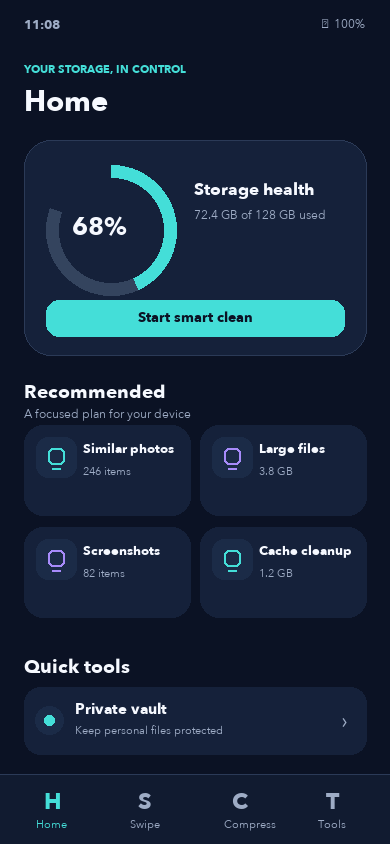 11:08
100%
YOUR STORAGE, IN CONTROL
Home
68%
Storage health
72.4 GB of 128 GB used
Start smart clean
Recommended
A focused plan for your device
Similar photos
246 items
Large files
3.8 GB
Screenshots
82 items
Cache cleanup
1.2 GB
Quick tools
Private vault
Keep personal files protected
›
H
Home
S
Swipe
C
Compress
T
Tools